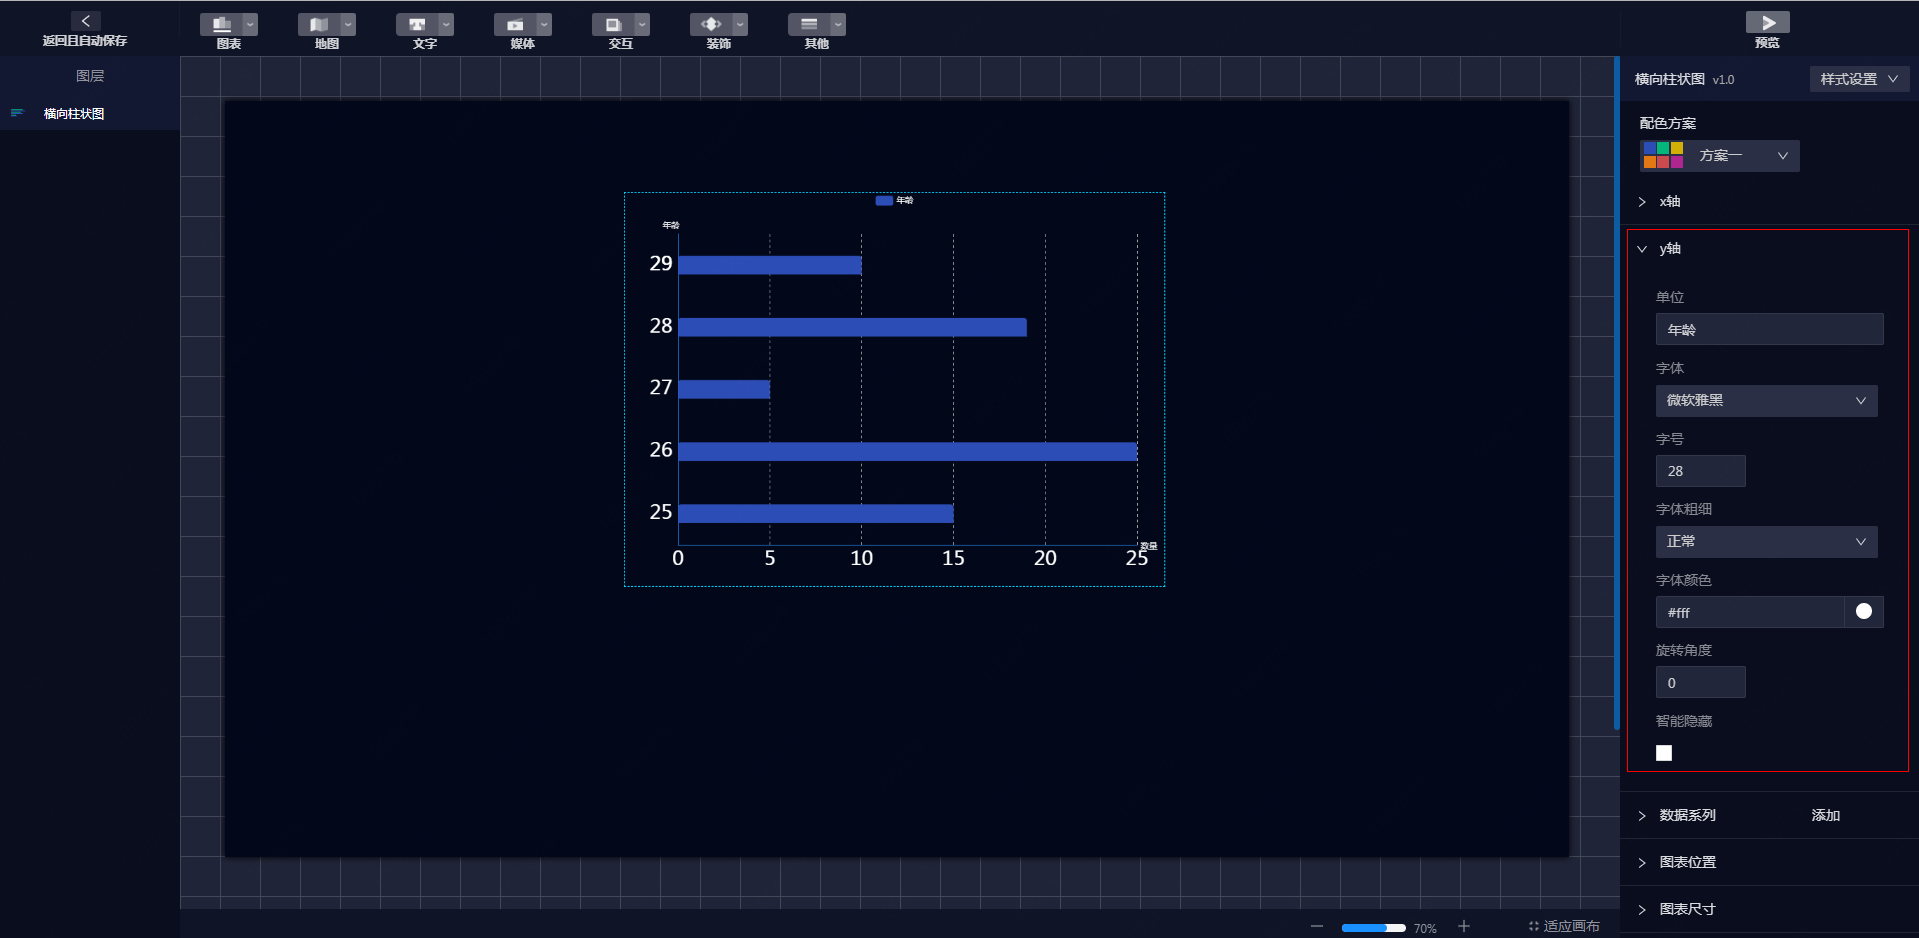 返回且自动保存
图表
地图
文字
媒体
交互
装饰
其他
预览
图层
横向柱状图
年龄
年龄
29
28
27
26
25
0 5 10 15 20 25
数量
70%
适应画布
横向柱状图 v1.0
样式设置
配色方案
方案一
x轴
y轴
单位
年龄
字体
微软雅黑
字号
28
字体粗细
正常
字体颜色
#fff
旋转角度
0
智能隐藏
数据系列 添加
图表位置
图表尺寸